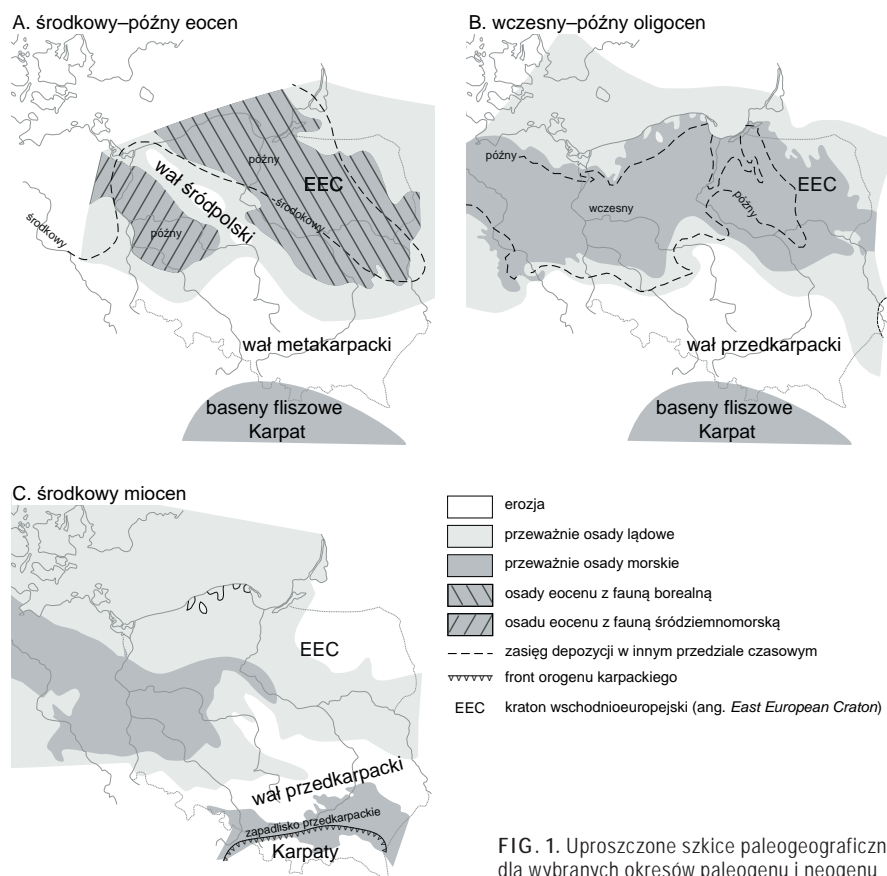 A. środkowy–późny eocen
późny
EEC
wał śródpolski
środkowy
środokowy
późny
wał metakarpacki
baseny fliszowe
Karpat
B. wczesny–późny oligocen
późny
EEC
wczesny
późny
wał przedkarpacki
baseny fliszowe
Karpat
C. środkowy miocen
EEC
wał przedkarpacki
zapadlisko przedkarpackie
Karpaty
erozja
przeważnie osady lądowe
przeważnie osady morskie
osady eocenu z fauną borealną
osadu eocenu z fauną śródziemnomorską
zasięg depozycji w innym przedziale czasowym
front orogenu karpackiego
EEC kraton wschodnioeuropejski (ang. East European Craton)
FIG. 1. Uproszczone szkice paleogeograficzn
dla wybranych okresów paleogenu i neogenu